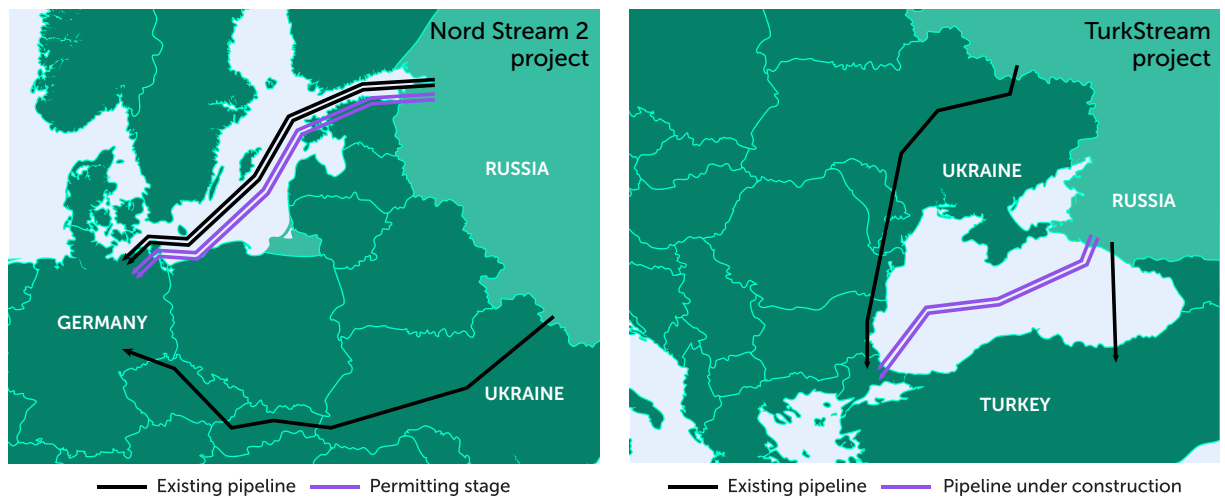 Nord Stream 2
project
RUSSIA
GERMANY
UKRAINE
Existing pipeline
Permitting stage
TurkStream
project
UKRAINE
RUSSIA
TURKEY
Existing pipeline
Pipeline under construction